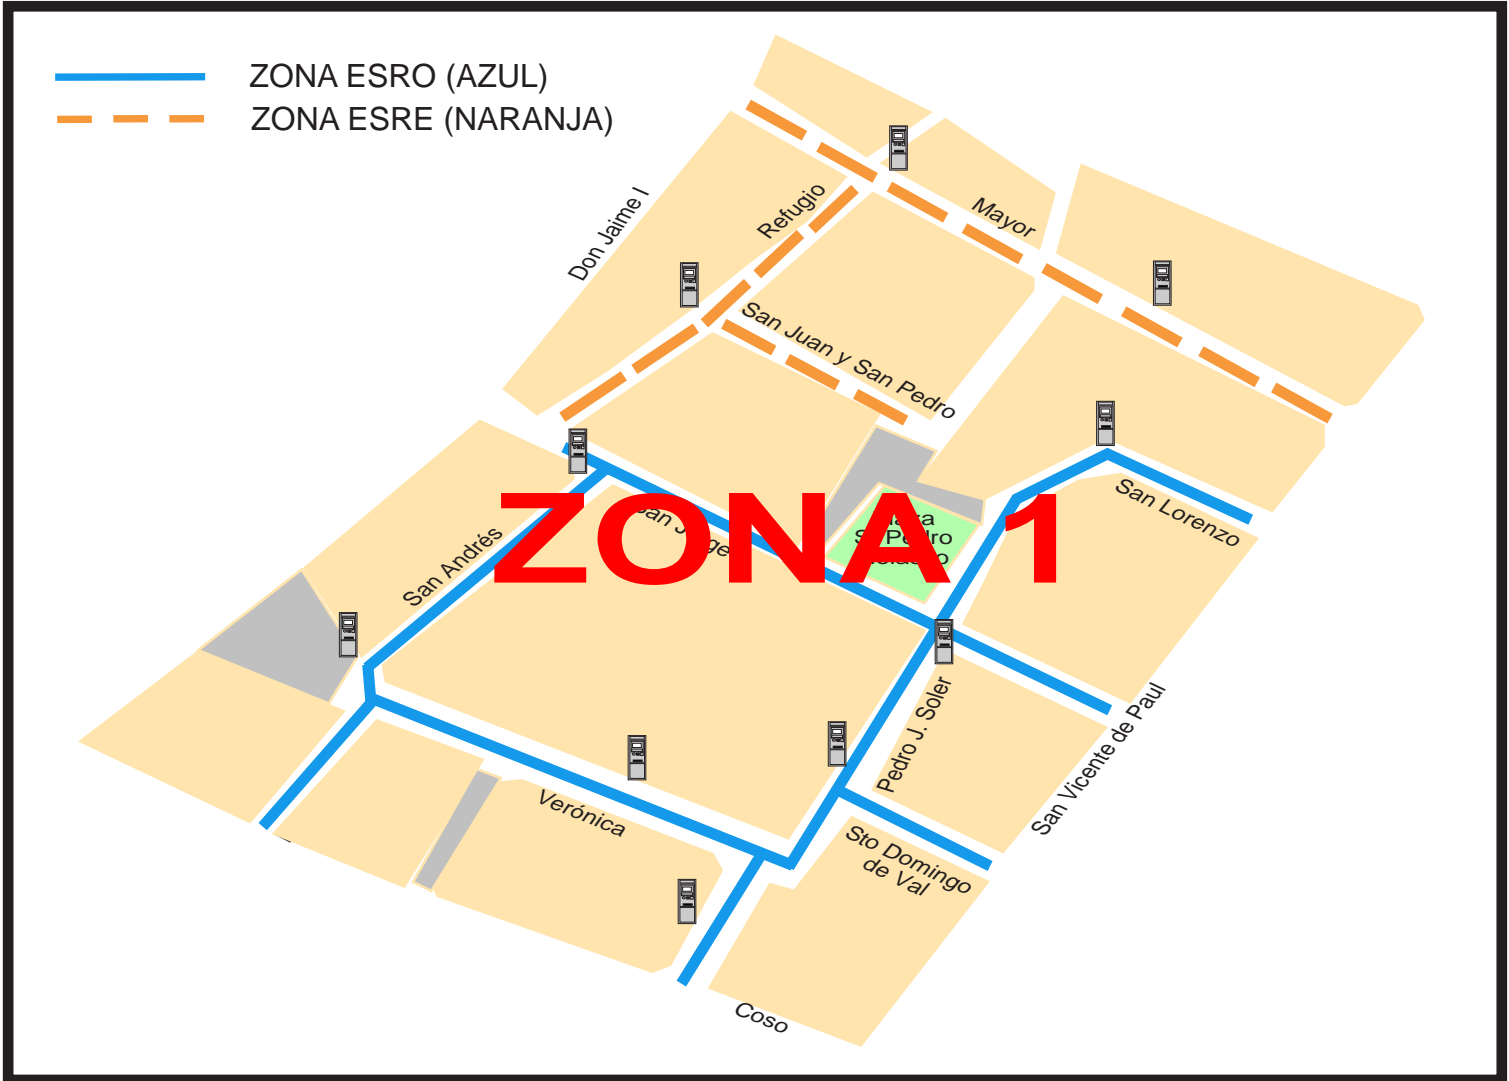 ZONA ESRO (AZUL)
ZONA ESRE (NARANJA)
Don Jaime I
Refugio
Mayor
San Juan y San Pedro
San Lorenzo
San Andrés
San
ZONA 1
Pedro J. Soler
San Vicente de Paul
Verónica
Sto Domingo
de Val
Coso